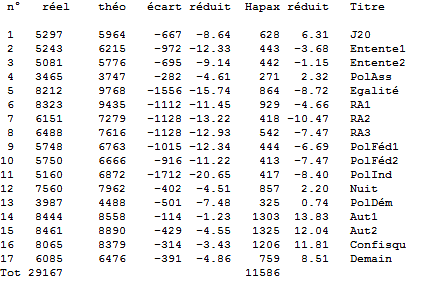 n° réel théo écart réduit Hapax réduit Titre
1 5297 5964 -667 -8.64 628 6.31 J20
2 5243 6215 -972 -12.33 443 -3.68 Entente1
3 5081 5776 -695 -9.14 442 -1.15 Entente2
4 3465 3747 -282 -4.61 271 2.32 PolAss
5 8212 9768 -1556 -15.74 864 -8.72 Egalité
6 8323 9435 -1112 -11.45 929 -4.66 RA1
7 6151 7279 -1128 -13.22 418 -10.47 RA2
8 6488 7616 -1128 -12.93 542 -7.47 RA3
9 5748 6763 -1015 -12.34 444 -6.69 PolFéd1
10 5750 6666 -916 -11.22 413 -7.47 PolFéd2
11 5160 6872 -1712 -20.65 417 -8.40 PolInd
12 7560 7962 -402 -4.51 857 2.20 Nuit
13 3987 4488 -501 -7.48 325 0.74 PolDém
14 8444 8558 -114 -1.23 1303 13.83 Aut1
15 8461 8890 -429 -4.55 1325 12.04 Aut2
16 8065 8379 -314 -3.43 1206 11.81 Confisqu
17 6085 6476 -391 -4.86 759 8.51 Demain
Tot 29167 11586